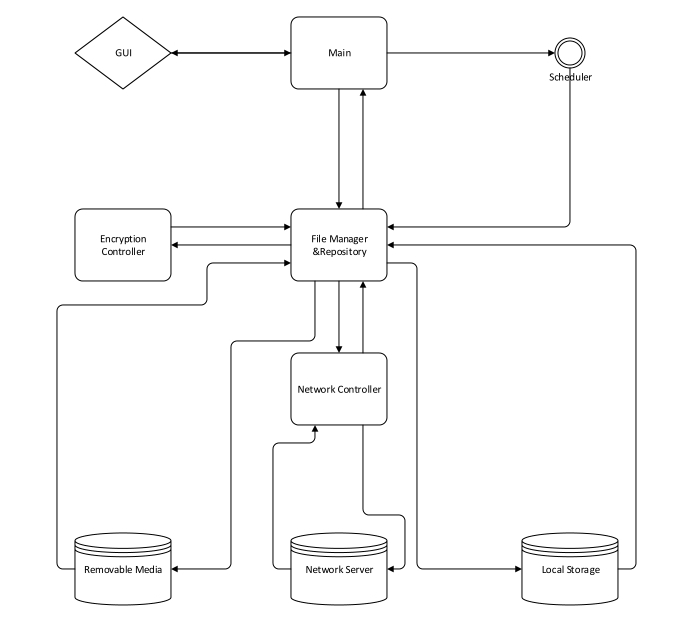 GUI
Main
Scheduler
Encryption
Controller
File Manager
&Repository
Network Controller
Removable Media
Network Server
Local Storage